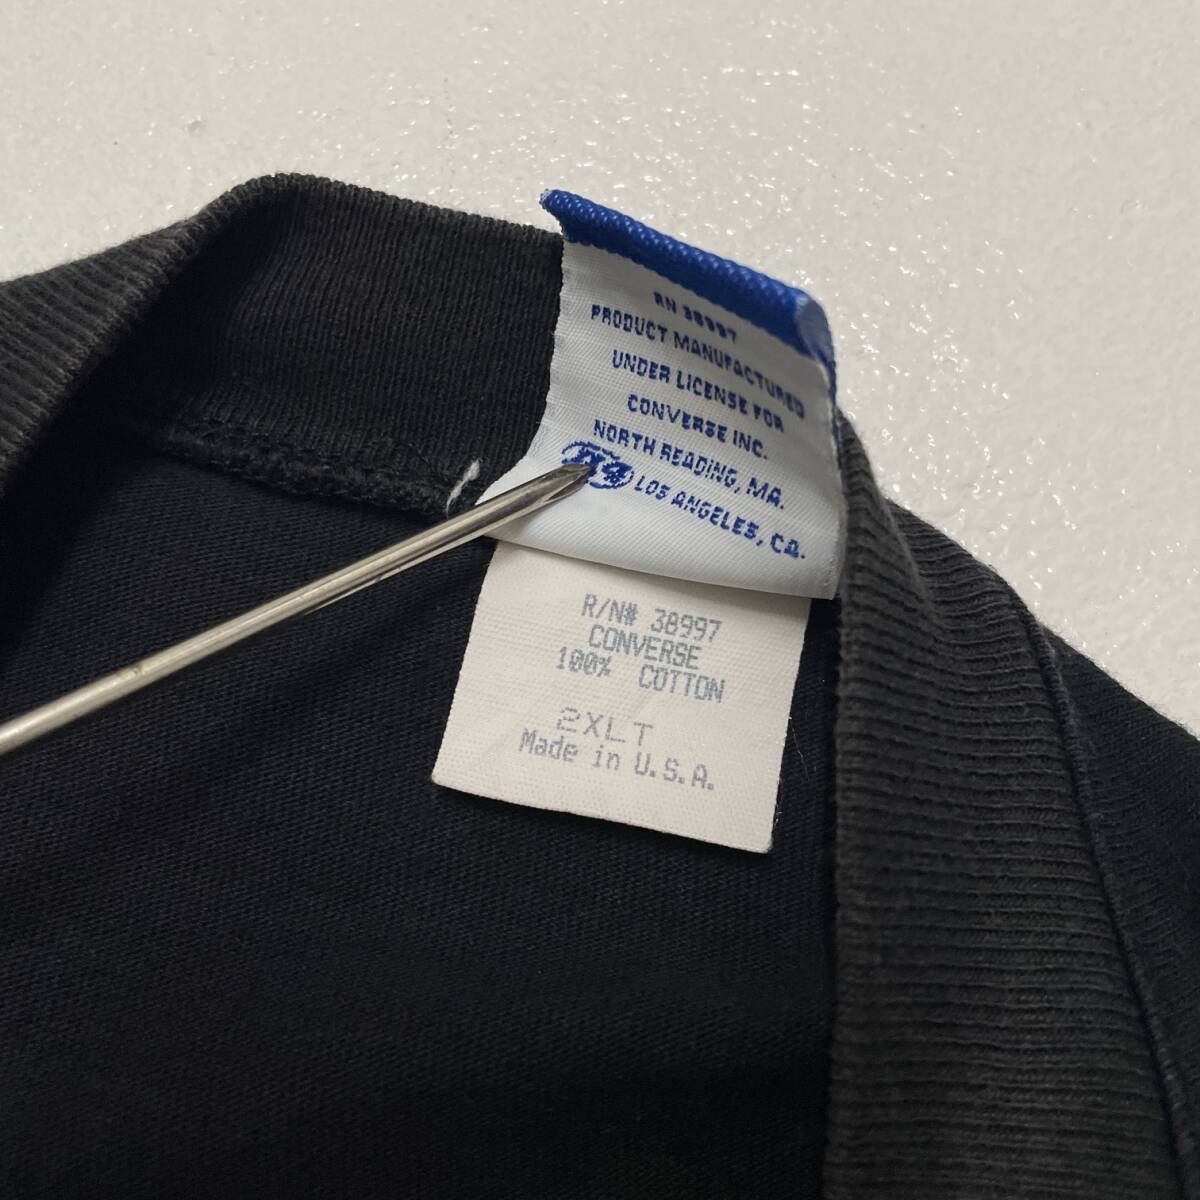 RN 38997
PRODUCT MANUFACTURED
UNDER LICENSE FOR
CONVERSE INC.
NORTH READING, MA.
LOS ANGELES, CA.
R/N# 38997
CONVERSE
100% COTTON
2XLT
Made in U.S.A.